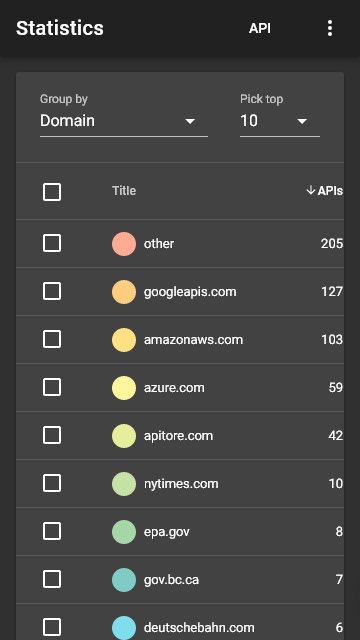 Statistics API
Group by Pick top
Domain 10
Title APIs
other 205
googleapis.com 127
amazonaws.com 103
azure.com 59
apitore.com 42
nytimes.com 10
epa.gov 8
gov.bc.ca 7
deutschebahn.com 6